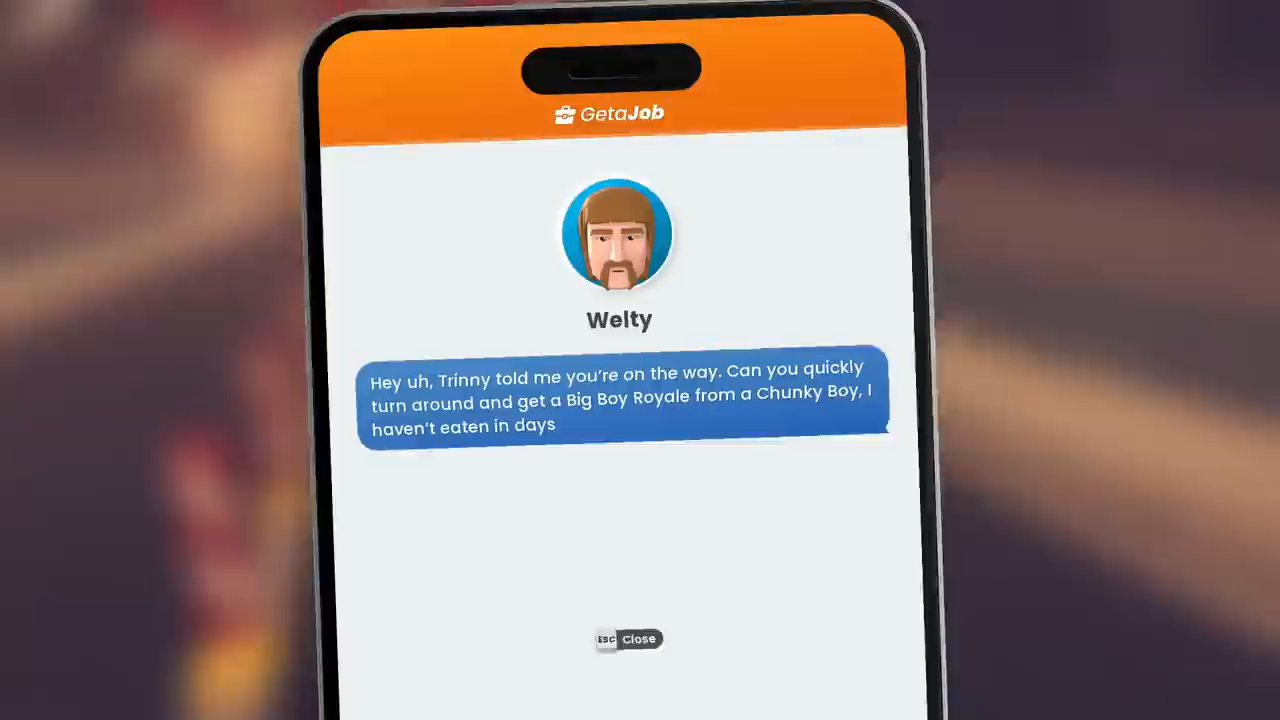 GetaJob
Welty
Hey uh, Trinny told me you’re on the way. Can you quickly
turn around and get a Big Boy Royale from a Chunky Boy, I
haven’t eaten in days
ESC Close